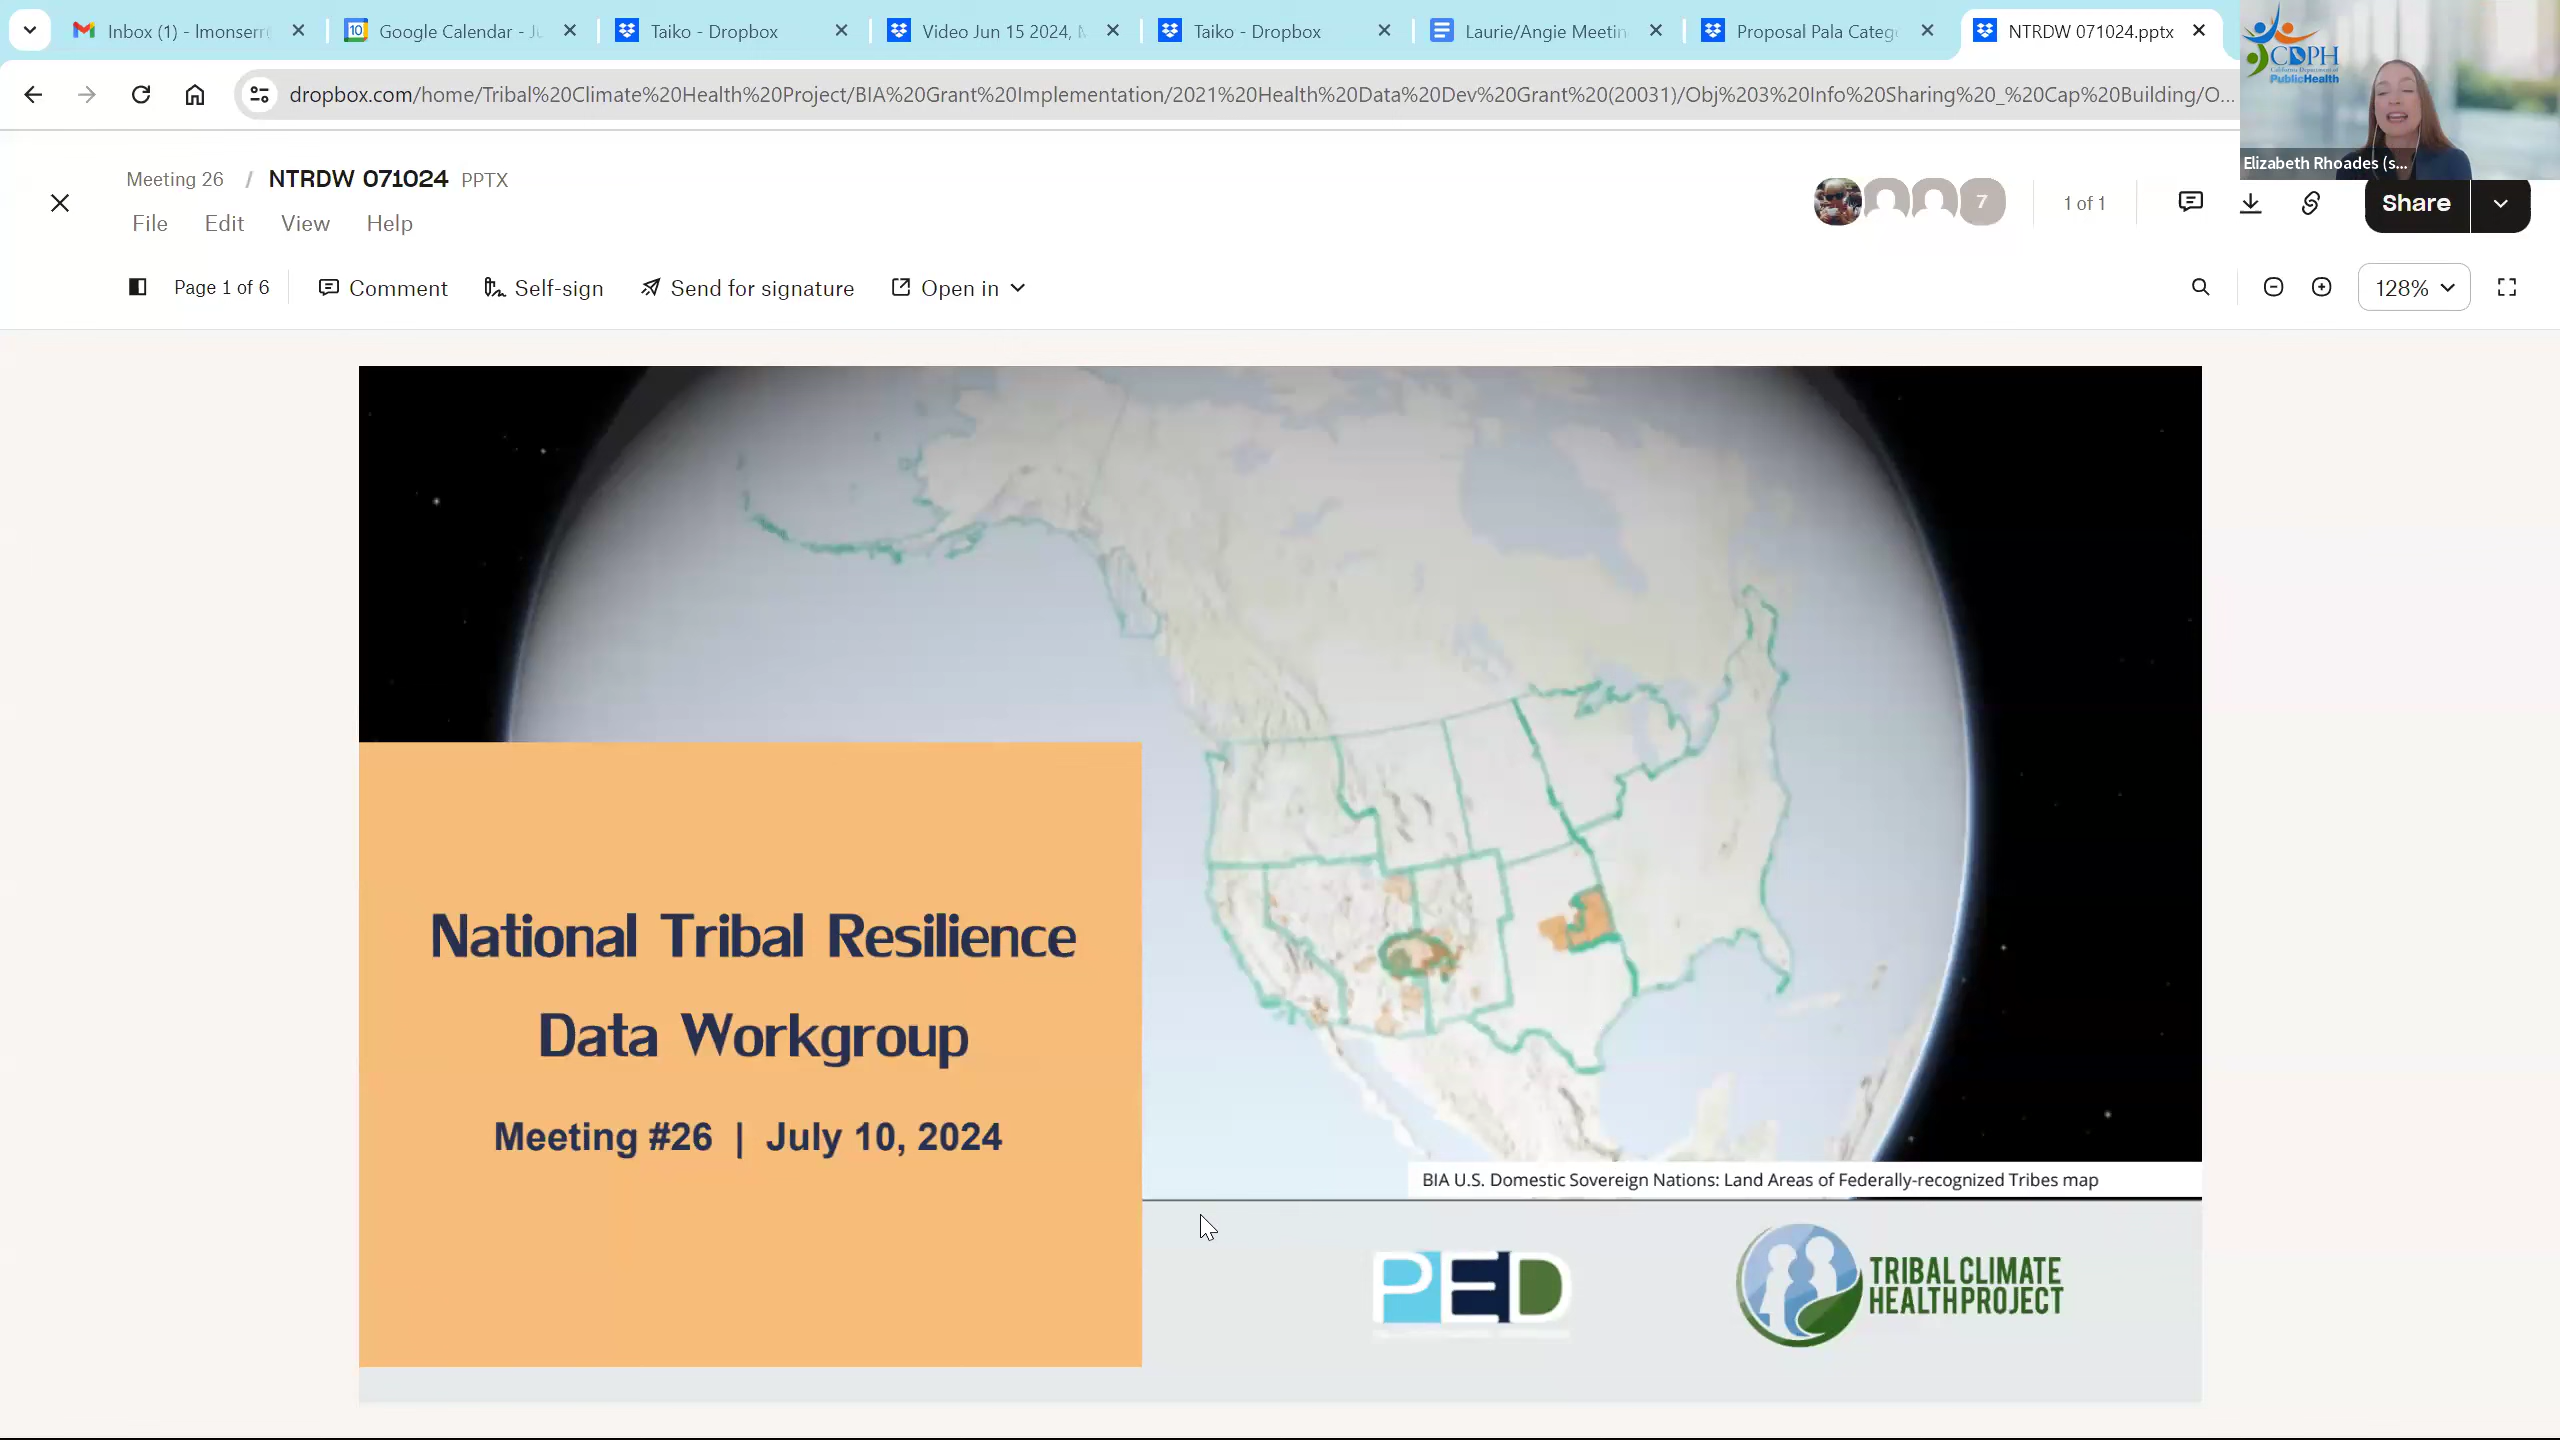 Inbox (1) - lmonserr
Google Calendar - Ju
Taiko - Dropbox
Video Jun 15 2024,
Taiko - Dropbox
Laurie/Angie Meetin
Proposal Pala Catego
NTRDW 071024.pptx
dropbox.com/home/Tribal%20Climate%20Health%20Project/BIA%20Grant%20Implementation/2021%20Health%20Data%20Dev%20Grant%20(20031)/Obj%203%20Info%20Sharing%20_%20Cap%20Building/O...
CDPH
PublicHealth
Elizabeth Rhoades (s...
Meeting 26 / NTRDW 071024 PPTX
File Edit View Help
7
1 of 1
Share
Page 1 of 6
Comment
Self-sign
Send for signature
Open in
128%
National Tribal Resilience
Data Workgroup
Meeting #26 | July 10, 2024
BIA U.S. Domestic Sovereign Nations: Land Areas of Federally-recognized Tribes map
PED
TRIBAL CLIMATE
HEALTH PROJECT